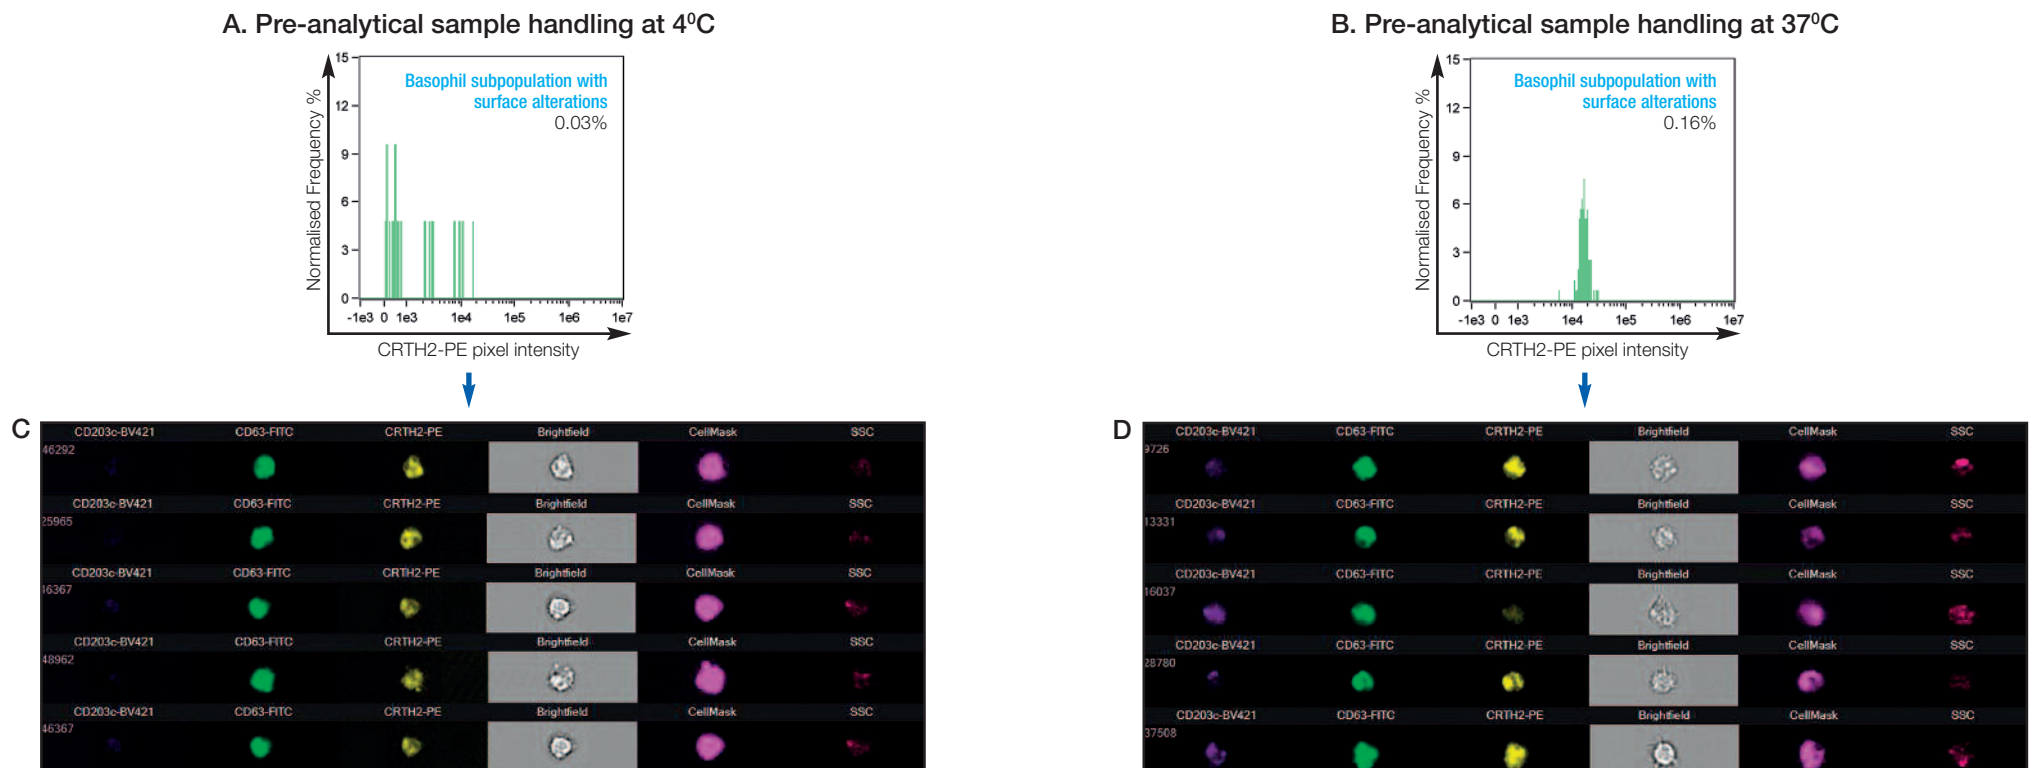 A. Pre-analytical sample handling at 4⁰C
Normalised Frequency %
15
12
9
6
3
0
Basophil subpopulation with
surface alterations
0.03%
-1e3 0 1e3 1e4 1e5 1e6 1e7
CRTH2-PE pixel intensity
B. Pre-analytical sample handling at 37⁰C
Normalised Frequency %
15
12
9
6
3
0
Basophil subpopulation with
surface alterations
0.16%
-1e3 0 1e3 1e4 1e5 1e6 1e7
CRTH2-PE pixel intensity
C
CD203c-BV421 CD63-FITC CRTH2-PE Brightfield CellMask SSC
46292
CD203c-BV421 CD63-FITC CRTH2-PE Brightfield CellMask SSC
25965
CD203c-BV421 CD63-FITC CRTH2-PE Brightfield CellMask SSC
16367
CD203c-BV421 CD63-FITC CRTH2-PE Brightfield CellMask SSC
48962
CD203c-BV421 CD63-FITC CRTH2-PE Brightfield CellMask SSC
46367
D
CD203c-BV421 CD63-FITC CRTH2-PE Brightfield CellMask SSC
9726
CD203c-BV421 CD63-FITC CRTH2-PE Brightfield CellMask SSC
13331
CD203c-BV421 CD63-FITC CRTH2-PE Brightfield CellMask SSC
16037
CD203c-BV421 CD63-FITC CRTH2-PE Brightfield CellMask SSC
28780
CD203c-BV421 CD63-FITC CRTH2-PE Brightfield CellMask SSC
37508